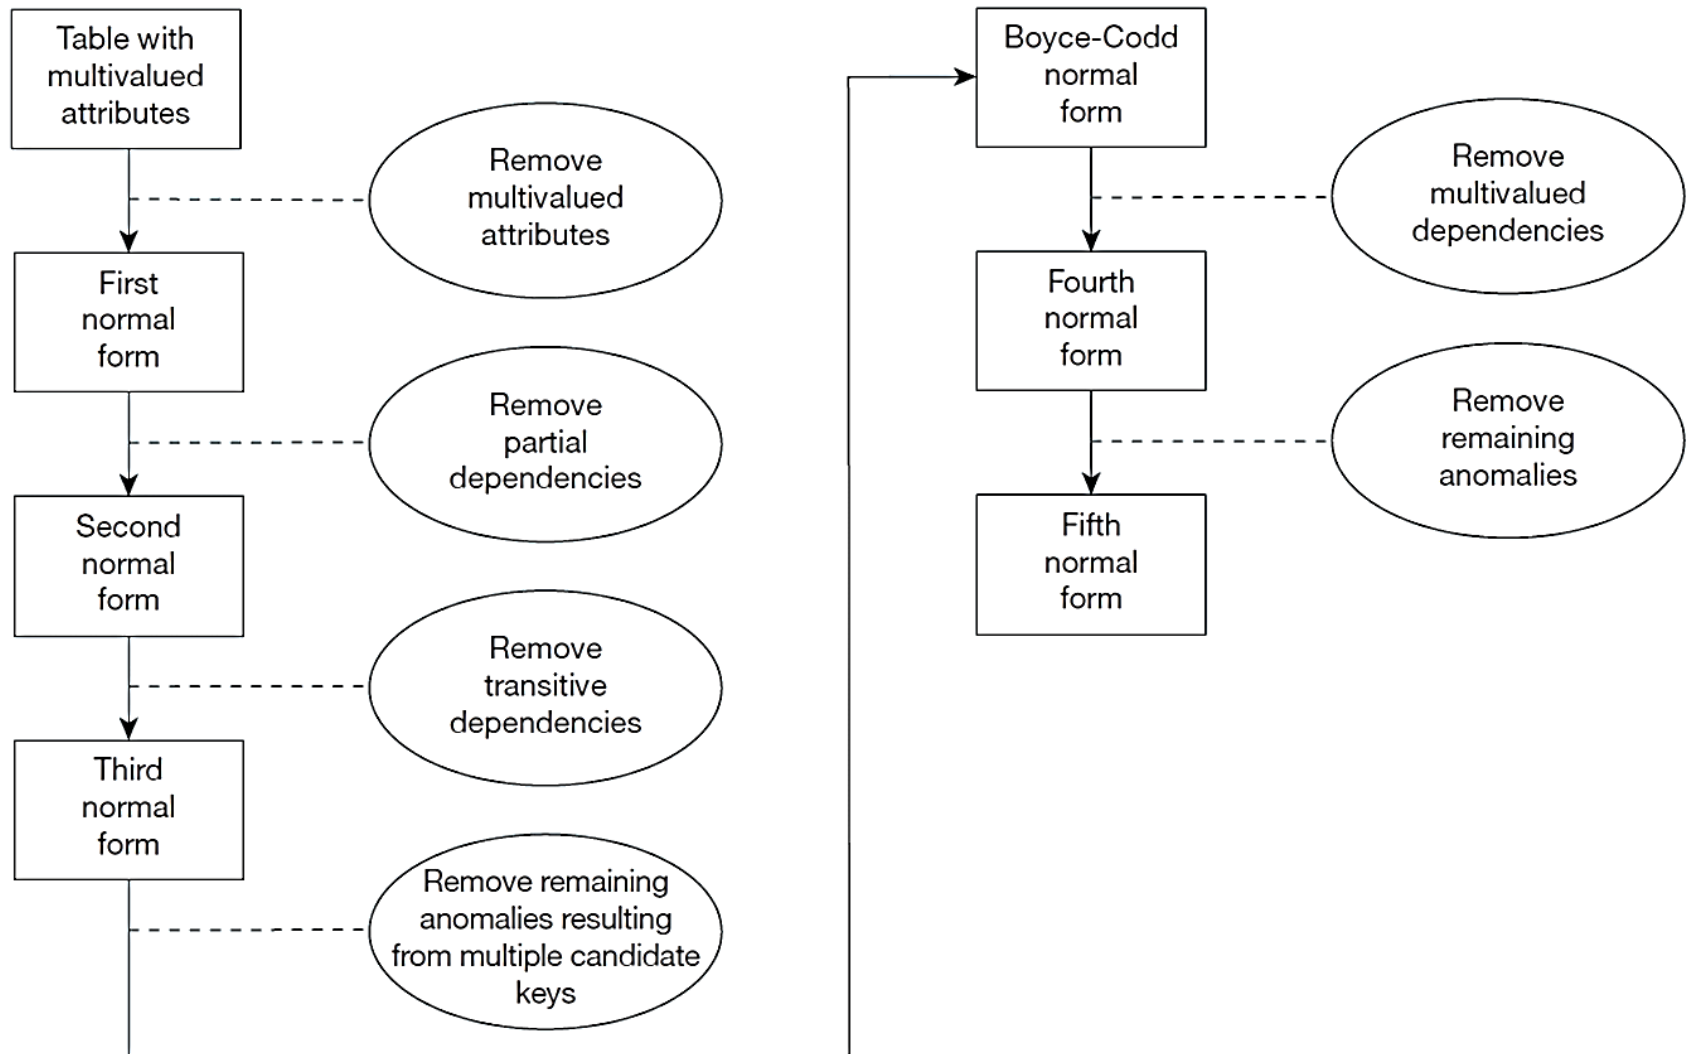 Table with
multivalued
attributes
Remove
multivalued
attributes
First
normal
form
Remove
partial
dependencies
Second
normal
form
Remove
transitive
dependencies
Third
normal
form
Remove remaining
anomalies resulting
from multiple candidate
keys
Boyce-Codd
normal
form
Remove
multivalued
dependencies
Fourth
normal
form
Remove
remaining
anomalies
Fifth
normal
form